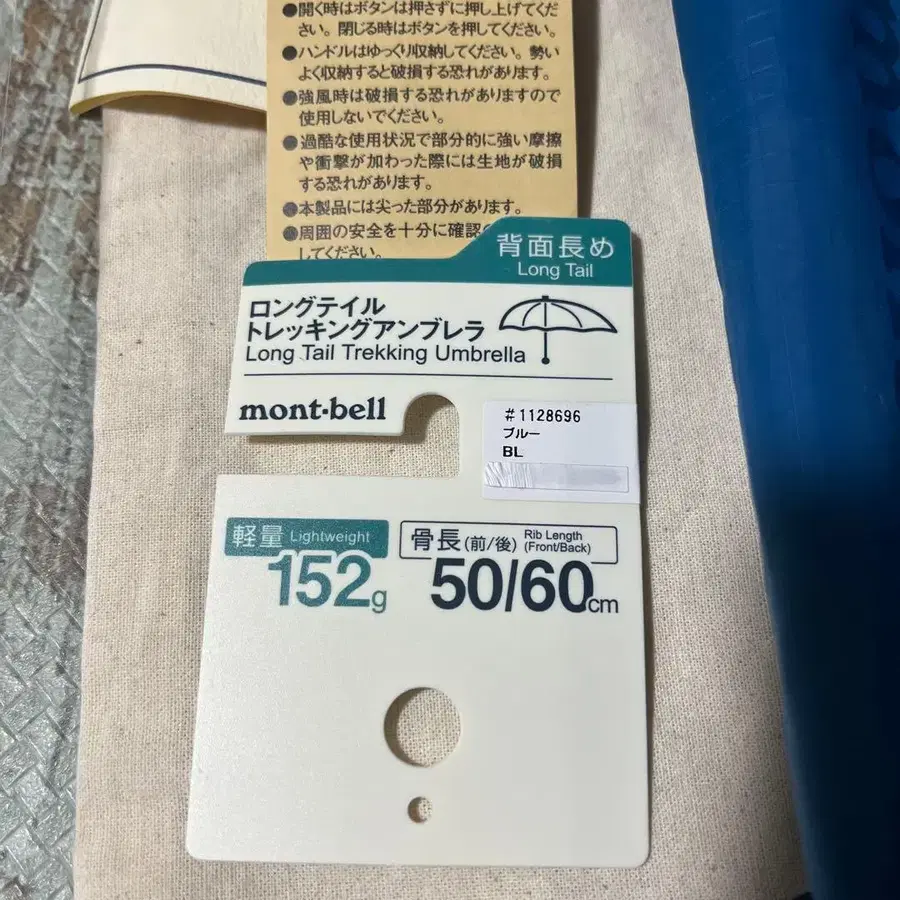 ●開く時はボタンは押さずに押し上げてくだ
さい。閉じる時はボタンを押してください。
●ハンドルはゆっくり収納してください。勢い
よく収納すると破損する恐れがあります。
●強風時は破損する恐れがありますので
使用しないでください。
●過酷な使用状況で部分的に強い摩擦
や衝撃が加わった際には生地が破損
する恐れがあります。
●本製品には尖った部分があります。
●周囲の安全を十分に確認
してください。
背面長め
Long Tail
ロングテイル
トレッキングアンブレラ
Long Tail Trekking Umbrella
mont-bell
#1128696
ブルー
BL
軽量 Lightweight
152g
骨長(前/後) Rib Length (Front/Back)
50/60cm